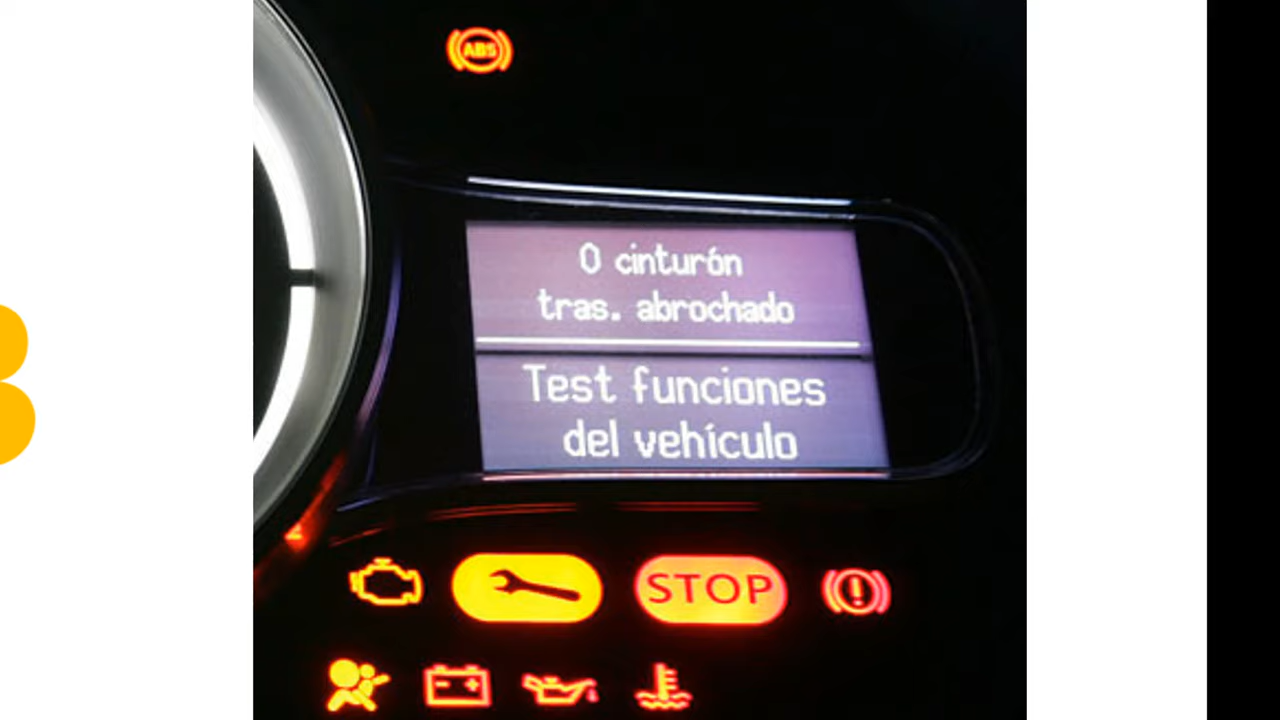 ABS
0 cinturón
tras. abrochado
Test funciones
del vehículo
STOP